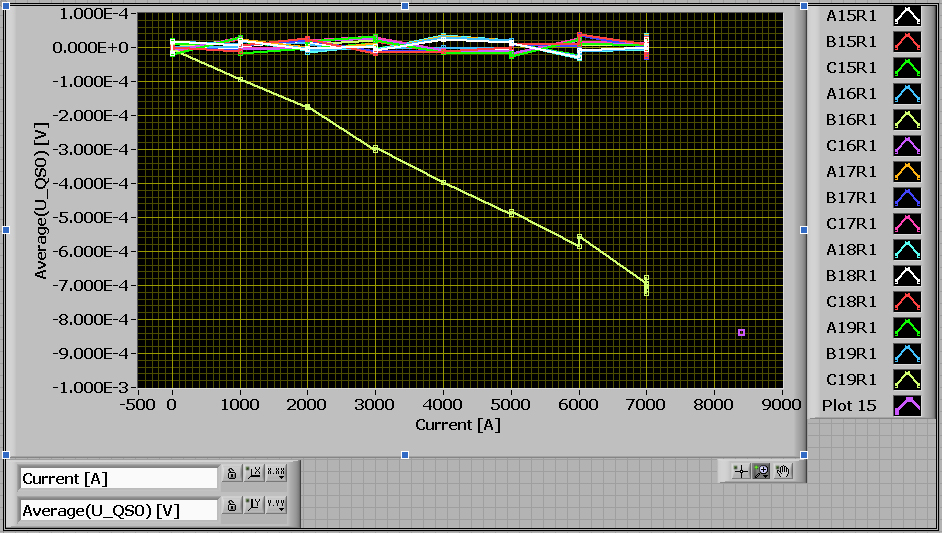 1.000E-4
0.000E+0
-1.000E-4
-2.000E-4
-3.000E-4
-4.000E-4
-5.000E-4
-6.000E-4
-7.000E-4
-8.000E-4
-9.000E-4
-1.000E-3
Average(U_QS0) [V]
-500 0 1000 2000 3000 4000 5000 6000 7000 8000 9000
Current [A]
A15R1
B15R1
C15R1
A16R1
B16R1
C16R1
A17R1
B17R1
C17R1
A18R1
B18R1
C18R1
A19R1
B19R1
C19R1
Plot 15
Current [A] X X.XX
Average(U_QS0) [V] Y Y.YY